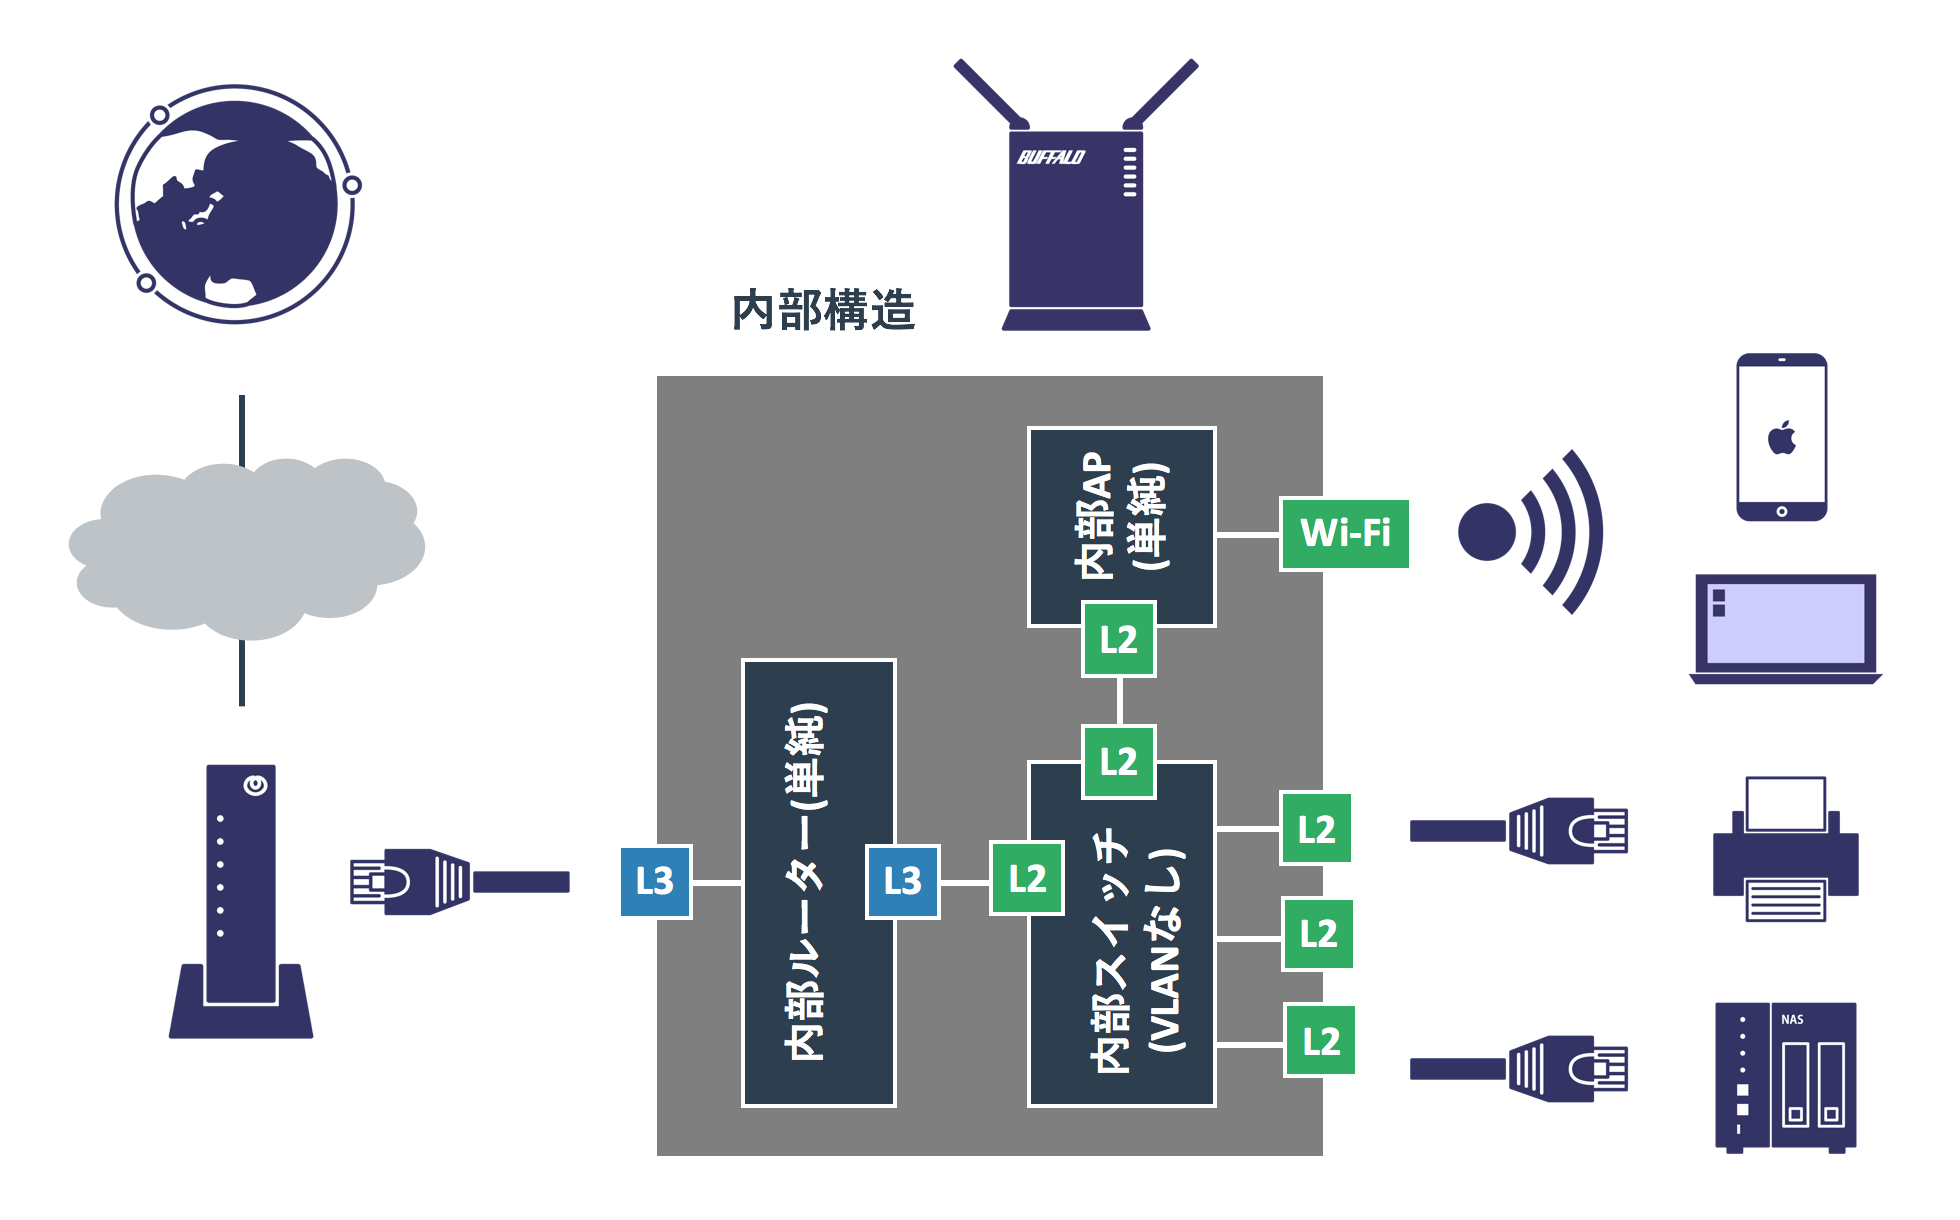 BUFFALO
内部構造
内部AP
(単純)
Wi-Fi
L2
L2
内部ルーター(単純)
L3
L3
L2
内部スイッチ
(VLANなし)
L2
L2
L2
NAS